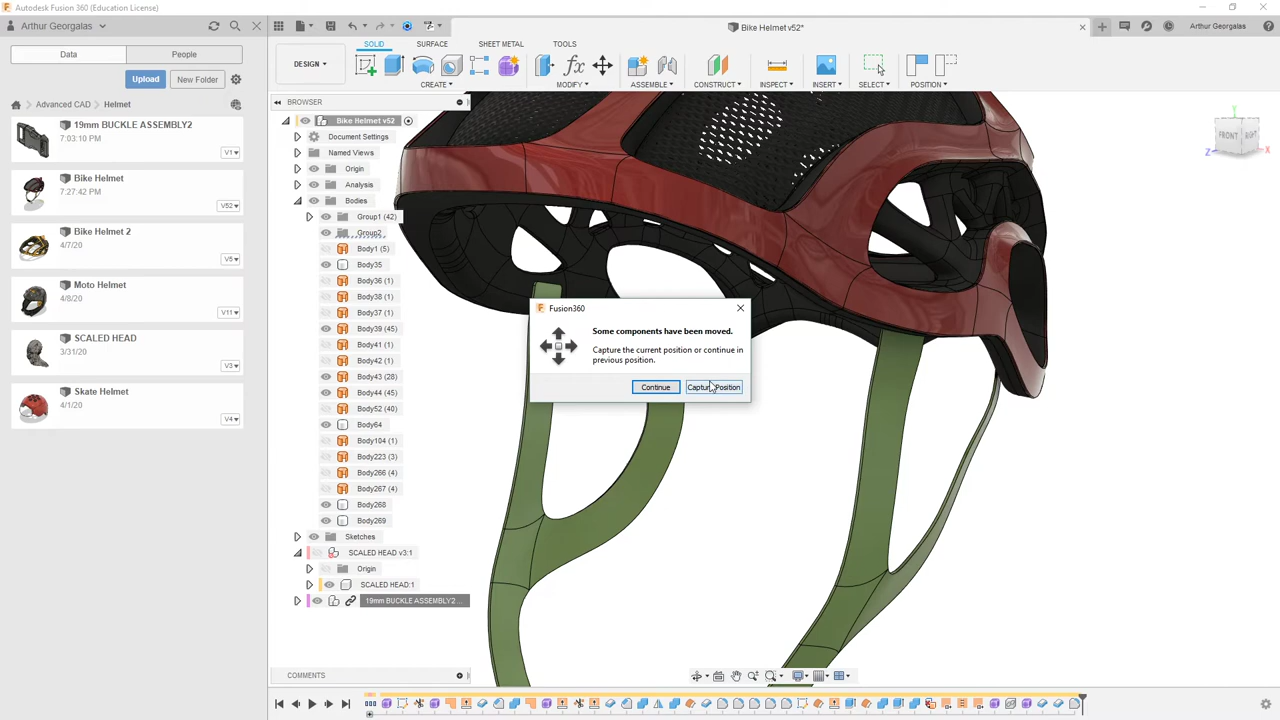 Autodesk Fusion 360 (Education License)
Arthur Georgalas
Bike Helmet v52*
Arthur Georgalas
Data
People
SOLID
SURFACE
SHEET METAL
TOOLS
DESIGN
CREATE
MODIFY
ASSEMBLE
CONSTRUCT
INSPECT
INSERT
SELECT
POSITION
Upload
New Folder
Advanced CAD
Helmet
19mm BUCKLE ASSEMBLY2
7:03:10 PM
V1
Bike Helmet
7:27:42 PM
V52
Bike Helmet 2
4/7/20
V5
Moto Helmet
4/8/20
V11
SCALED HEAD
3/31/20
V3
Skate Helmet
4/1/20
V4
BROWSER
Bike Helmet v52
Document Settings
Named Views
Origin
Analysis
Bodies
Group1 (42)
Group2
Body1 (5)
Body35
Body36 (1)
Body38 (1)
Body37 (1)
Body39 (45)
Body41 (1)
Body42 (1)
Body43 (28)
Body44 (45)
Body52 (40)
Body64
Body104 (1)
Body223 (3)
Body266 (4)
Body267 (4)
Body268
Body269
Sketches
SCALED HEAD v3:1
Origin
SCALED HEAD:1
19mm BUCKLE ASSEMBLY2 ...
COMMENTS
Y
FRONT
RIGHT
Z
X
Fusion360
Some components have been moved.
Capture the current position or continue in
previous position.
Continue
Capture Position